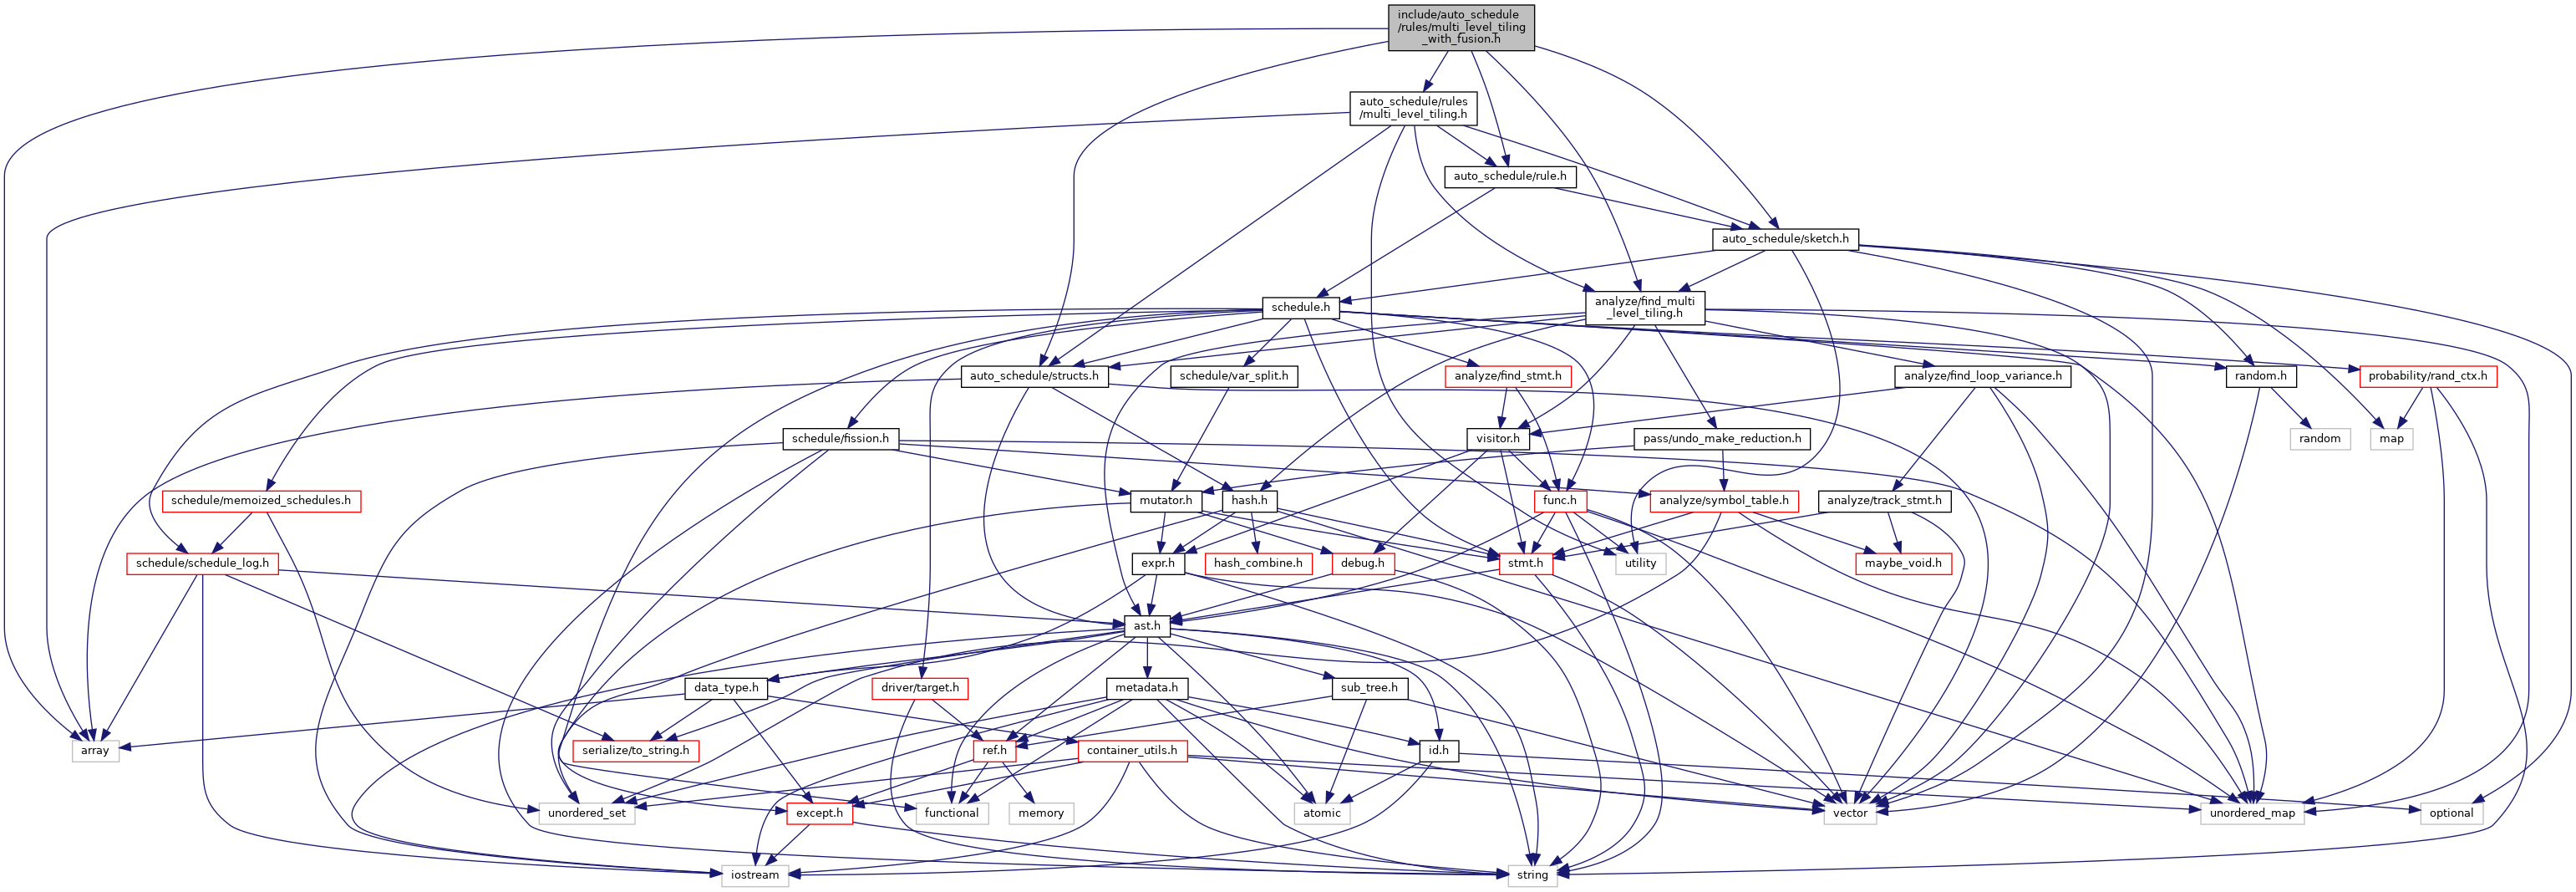 include/auto_schedule
/rules/multi_level_tiling
_with_fusion.h
auto_schedule/rules
/multi_level_tiling.h
auto_schedule/rule.h
auto_schedule/sketch.h
schedule.h
analyze/find_multi
_level_tiling.h
auto_schedule/structs.h
schedule/var_split.h
analyze/find_stmt.h
analyze/find_loop_variance.h
random.h
probability/rand_ctx.h
schedule/fission.h
visitor.h
pass/undo_make_reduction.h
random
map
schedule/memoized_schedules.h
mutator.h
hash.h
func.h
analyze/symbol_table.h
analyze/track_stmt.h
schedule/schedule_log.h
expr.h
hash_combine.h
debug.h
stmt.h
utility
maybe_void.h
ast.h
data_type.h
driver/target.h
metadata.h
sub_tree.h
array
serialize/to_string.h
ref.h
container_utils.h
id.h
unordered_set
except.h
functional
memory
atomic
vector
unordered_map
optional
iostream
string